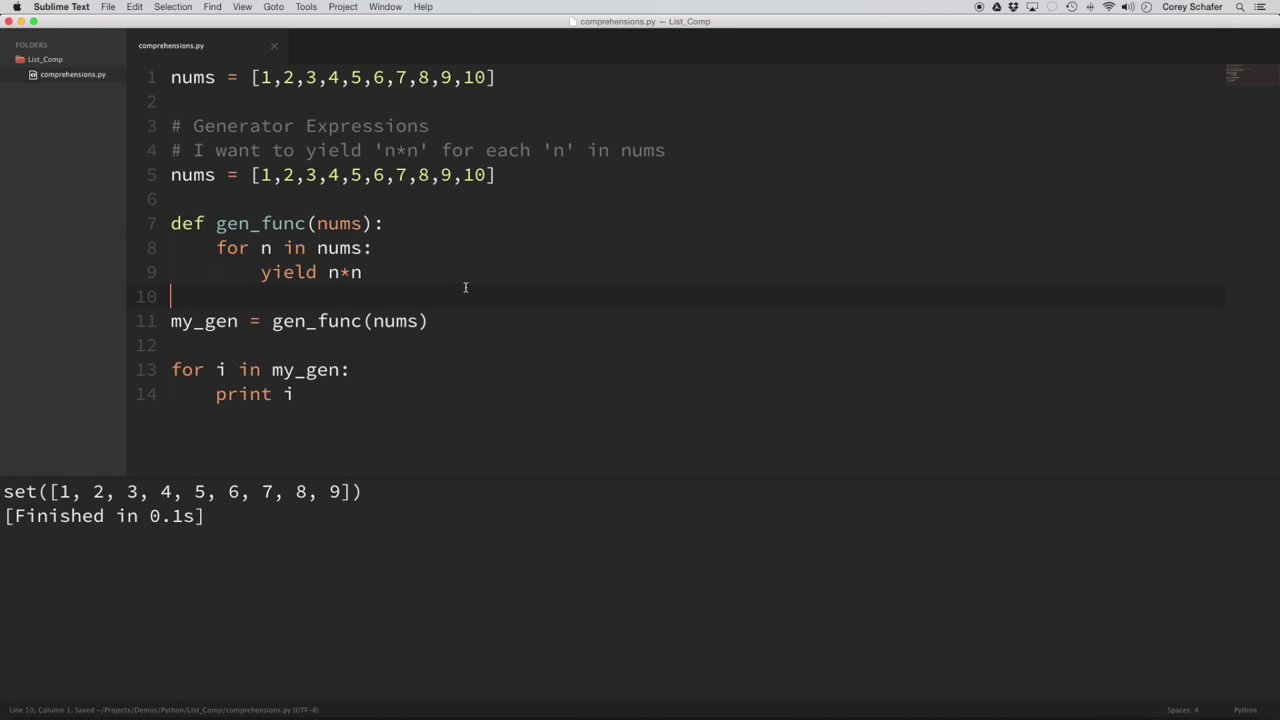 Sublime Text File Edit Selection Find View Goto Tools Project Window Help Corey Schafer
comprehensions.py — List_Comp
FOLDERS
List_Comp
comprehensions.py
comprehensions.py
1 nums = [1,2,3,4,5,6,7,8,9,10]
2
3 # Generator Expressions
4 # I want to yield 'n*n' for each 'n' in nums
5 nums = [1,2,3,4,5,6,7,8,9,10]
6
7 def gen_func(nums):
8     for n in nums:
9         yield n*n
10
11 my_gen = gen_func(nums)
12
13 for i in my_gen:
14     print i
set([1, 2, 3, 4, 5, 6, 7, 8, 9])
[Finished in 0.1s]
Line 10, Column 1; Saved ~/Projects/Demos/Python/List_Comp/comprehensions.py (UTF-8) Spaces: 4 Python